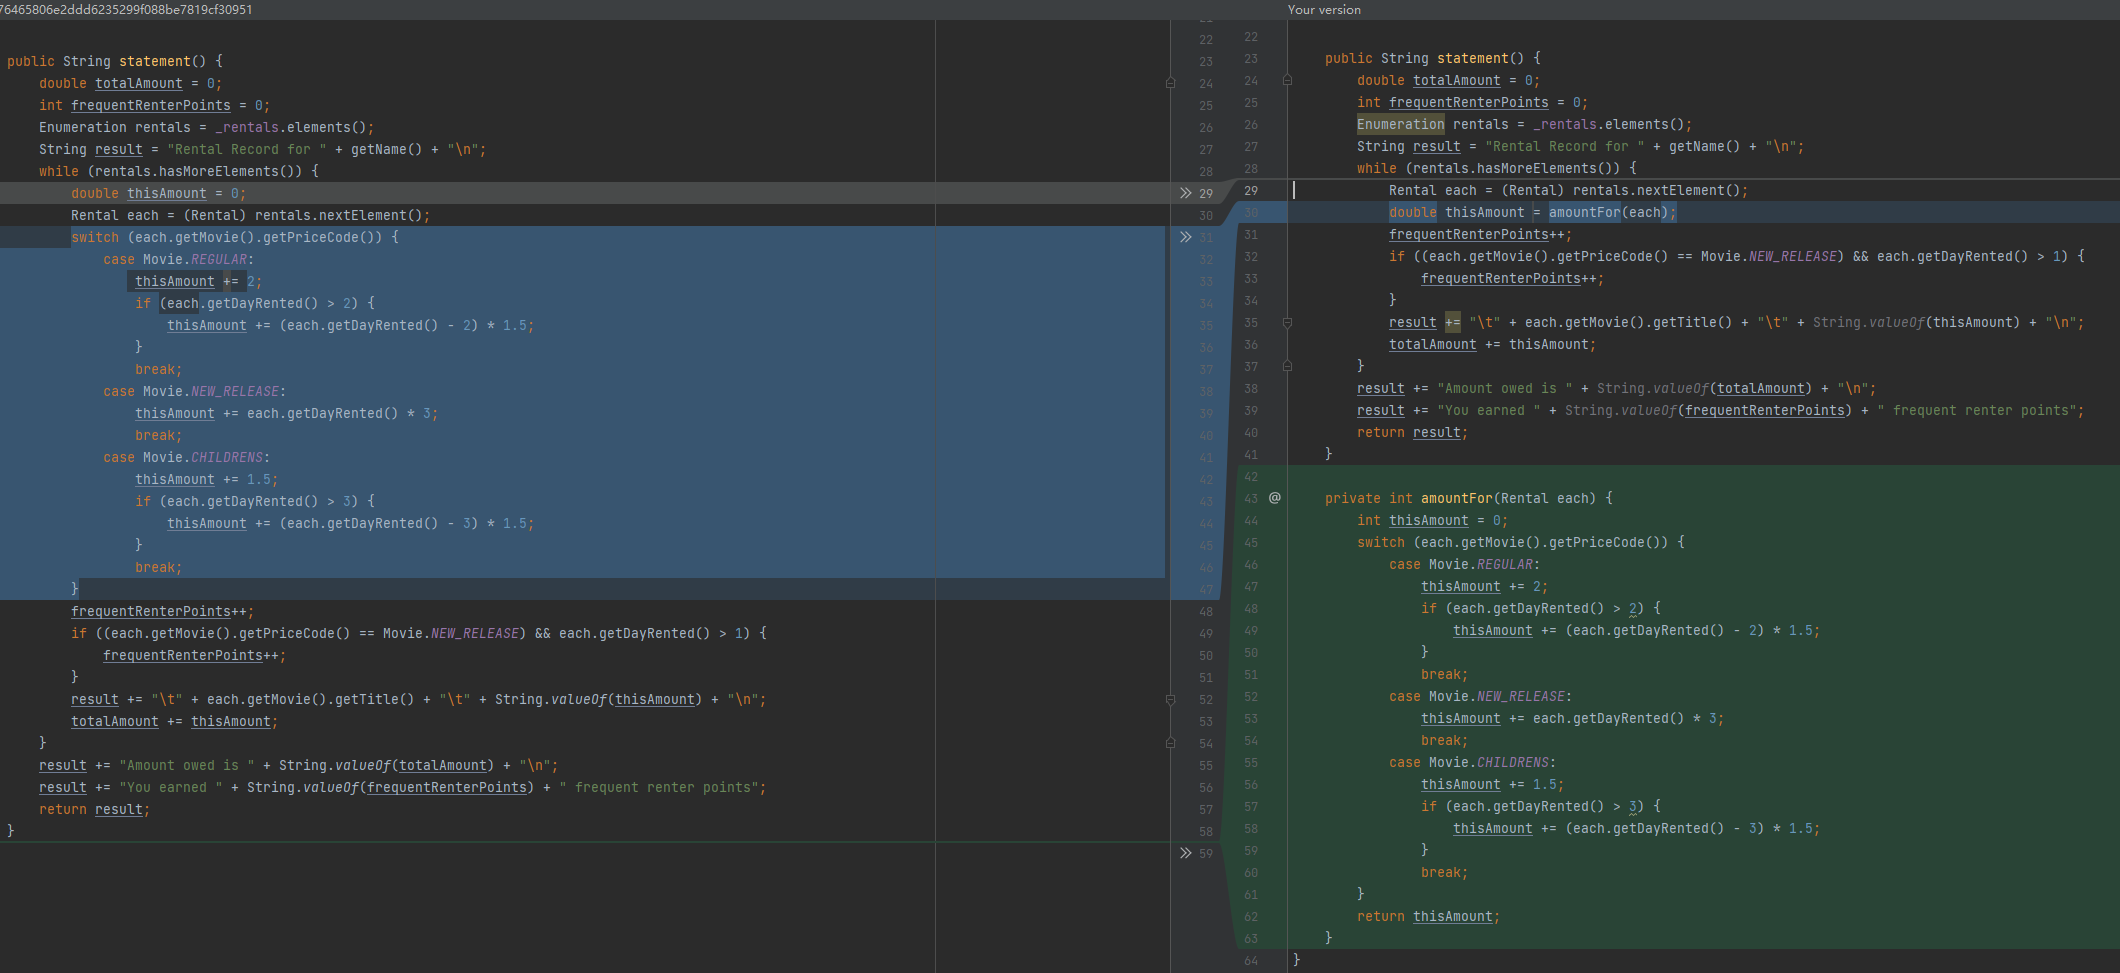 76465806e2ddd6235299f088be7819cf30951
public String statement() {
double totalAmount = 0;
int frequentRenterPoints = 0;
Enumeration rentals = _rentals.elements();
String result = "Rental Record for " + getName() + "\n";
while (rentals.hasMoreElements()) {
double thisAmount = 0;
Rental each = (Rental) rentals.nextElement();
switch (each.getMovie().getPriceCode()) {
case Movie.REGULAR:
thisAmount += 2;
if (each.getDayRented() > 2) {
thisAmount += (each.getDayRented() - 2) * 1.5;
}
break;
case Movie.NEW_RELEASE:
thisAmount += each.getDayRented() * 3;
break;
case Movie.CHILDRENS:
thisAmount += 1.5;
if (each.getDayRented() > 3) {
thisAmount += (each.getDayRented() - 3) * 1.5;
}
break;
}
frequentRenterPoints++;
if ((each.getMovie().getPriceCode() == Movie.NEW_RELEASE) && each.getDayRented() > 1) {
frequentRenterPoints++;
}
result += "\t" + each.getMovie().getTitle() + "\t" + String.valueOf(thisAmount) + "\n";
totalAmount += thisAmount;
}
result += "Amount owed is " + String.valueOf(totalAmount) + "\n";
result += "You earned " + String.valueOf(frequentRenterPoints) + " frequent renter points";
return result;
}
22
23
24
25
26
27
28
29
30
31
32
33
34
35
36
37
38
39
40
41
42
43
44
45
46
47
48
49
50
51
52
53
54
55
56
57
58
59
Your version
22
23 public String statement() {
24 double totalAmount = 0;
25 int frequentRenterPoints = 0;
26 Enumeration rentals = _rentals.elements();
27 String result = "Rental Record for " + getName() + "\n";
28 while (rentals.hasMoreElements()) {
29 Rental each = (Rental) rentals.nextElement();
30 double thisAmount = amountFor(each);
31 frequentRenterPoints++;
32 if ((each.getMovie().getPriceCode() == Movie.NEW_RELEASE) && each.getDayRented() > 1) {
33 frequentRenterPoints++;
34 }
35 result += "\t" + each.getMovie().getTitle() + "\t" + String.valueOf(thisAmount) + "\n";
36 totalAmount += thisAmount;
37 }
38 result += "Amount owed is " + String.valueOf(totalAmount) + "\n";
39 result += "You earned " + String.valueOf(frequentRenterPoints) + " frequent renter points";
40 return result;
41 }
42
43 @ private int amountFor(Rental each) {
44 int thisAmount = 0;
45 switch (each.getMovie().getPriceCode()) {
46 case Movie.REGULAR:
47 thisAmount += 2;
48 if (each.getDayRented() > 2) {
49 thisAmount += (each.getDayRented() - 2) * 1.5;
50 }
51 break;
52 case Movie.NEW_RELEASE:
53 thisAmount += each.getDayRented() * 3;
54 break;
55 case Movie.CHILDRENS:
56 thisAmount += 1.5;
57 if (each.getDayRented() > 3) {
58 thisAmount += (each.getDayRented() - 3) * 1.5;
59 }
60 break;
61 }
62 return thisAmount;
63 }
64 }